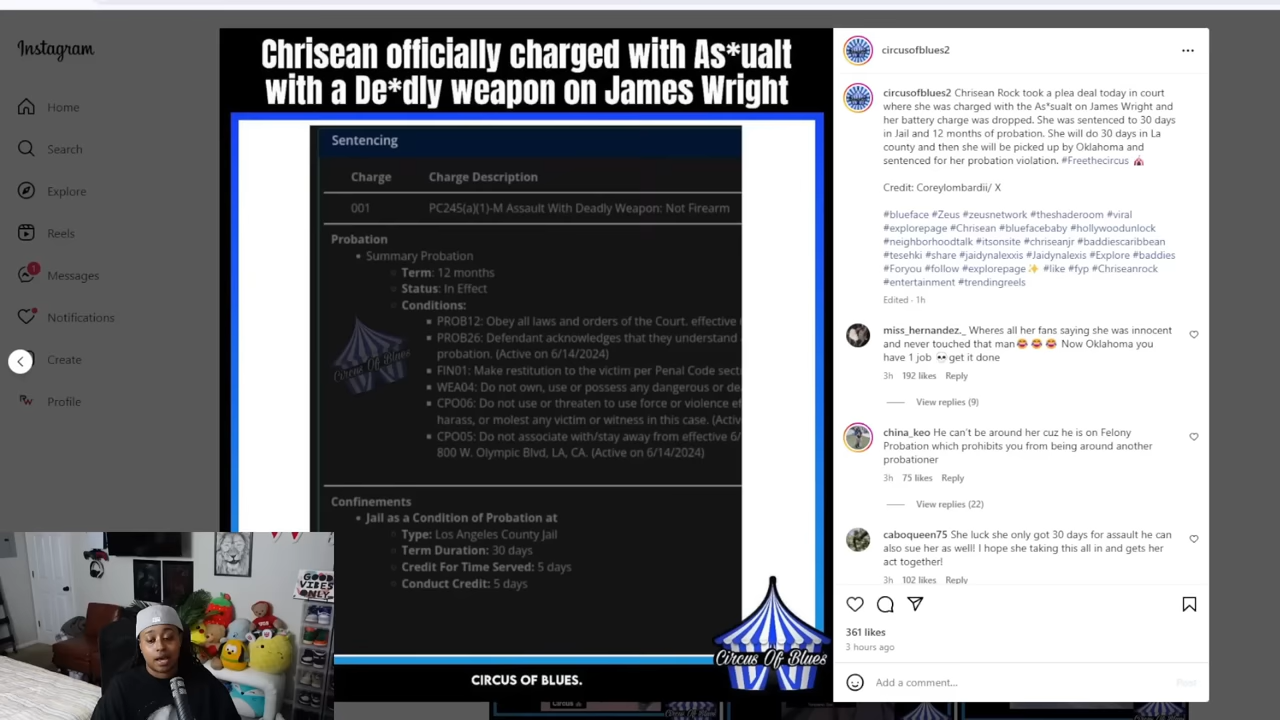 Instagram
Home
Search
Explore
Reels
1
Messages
Notifications
Create
Profile
Chrisean officially charged with As*ualt
with a De*dly weapon on James Wright
Sentencing
Charge Charge Description
001 PC245(a)(1)-M Assault With Deadly Weapon: Not Firearm
Probation
Summary Probation
Term: 12 months
Status: In Effect
Conditions:
PROB12: Obey all laws and orders of the Court. effective
PROB26: Defendant acknowledges that they understand
probation. (Active on 6/14/2024)
FIN01: Make restitution to the victim per Penal Code sect
WEA04: Do not own, use or possess any dangerous or de
CPO06: Do not use or threaten to use force or violence
harass, or molest any victim or witness in this case. (Activ
CPO05: Do not associate with/stay away from effective 6/
800 W. Olympic Blvd, LA, CA. (Active on 6/14/2024)
Circus Of Blues
Confinements
Jail as a Condition of Probation at
Type: Los Angeles County Jail
Term Duration: 30 days
Credit For Time Served: 5 days
Conduct Credit: 5 days
Circus Of Blues
CIRCUS OF BLUES.
GOOD
VIBES
ONLY
circusofblues2
circusofblues2 Chrisean Rock took a plea deal today in court
where she was charged with the As*sualt on James Wright and
her battery charge was dropped. She was sentenced to 30 days
in Jail and 12 months of probation. She will do 30 days in La
county and then she will be picked up by Oklahoma and
sentenced for her probation violation. #Freethecircus 🎪
Credit: Coreylombardii/ X
#blueface #Zeus #zeusnetwork #theshaderoom #viral
#explorepage #Chrisean #bluefacebaby #hollywoodunlock
#neighborhoodtalk #itsonsite #chriseanjr #baddiescaribbean
#tesehki #share #jaidynalexxis #Jaidynalexis #Explore #baddies
#Foryou #follow #explorepage✨ #like #fyp #Chriseanrock
#entertainment #trendingreels
Edited · 1h
miss_hernandez._ Wheres all her fans saying she was innocent
and never touched that man😂😂😂 Now Oklahoma you
have 1 job 💀get it done
3h 192 likes Reply
View replies (9)
china_keo He can't be around her cuz he is on Felony
Probation which prohibits you from being around another
probationer
3h 75 likes Reply
View replies (22)
caboqueen75 She luck she only got 30 days for assault he can
also sue her as well! I hope she taking this all in and gets her
act together!
3h 102 likes Reply
361 likes
3 hours ago
Add a comment...
Post